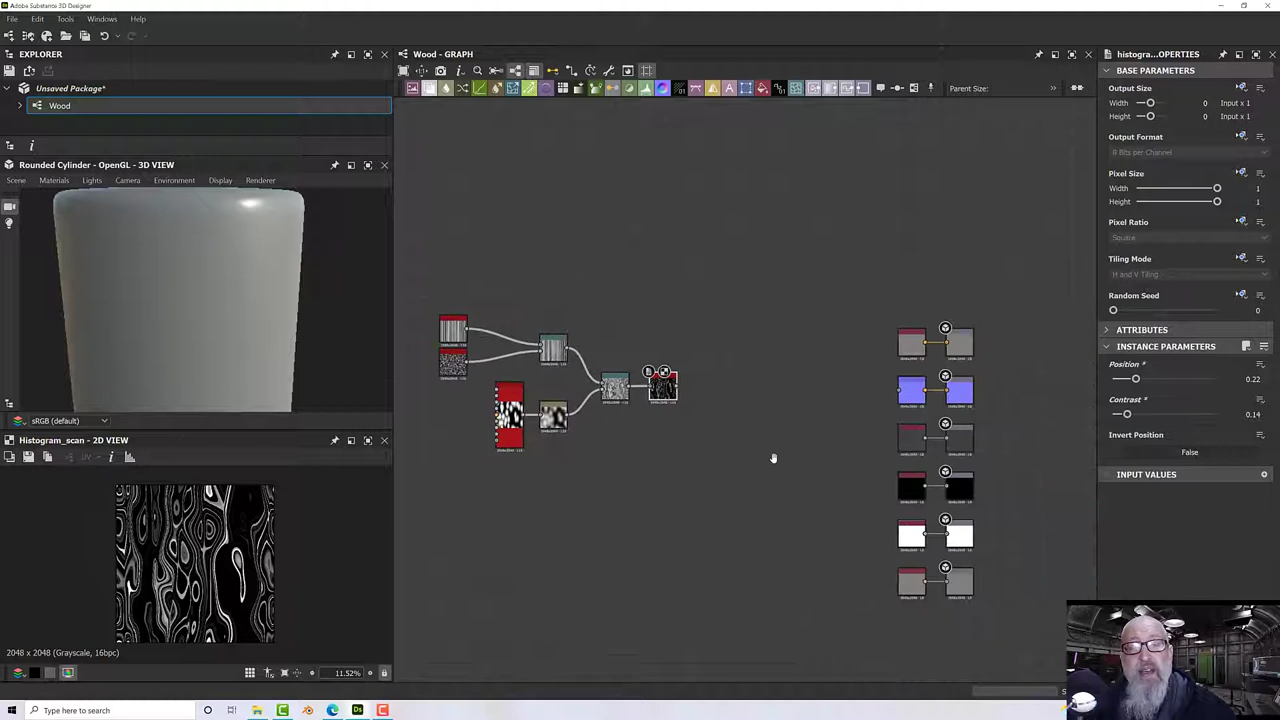 Adobe Substance 3D Designer
File Edit Tools Windows Help
EXPLORER
Unsaved Package*
Wood
Rounded Cylinder - OpenGL - 3D VIEW
Scene Materials Lights Camera Environment Display Renderer
sRGB (default)
Histogram_scan - 2D VIEW
UV
2048 x 2048 (Grayscale, 16bpc)
11.52%
Wood - GRAPH
Parent Size:
histogra...OPERTIES
BASE PARAMETERS
Output Size
Width 0 Input x 1
Height 0 Input x 1
Output Format
8 Bits per Channel
Pixel Size
Width 1
Height 1
Pixel Ratio
Square
Tiling Mode
H and V Tiling
Random Seed
0
ATTRIBUTES
INSTANCE PARAMETERS
Position *
0.22
Contrast *
0.14
Invert Position
False
INPUT VALUES
Type here to search
Ds